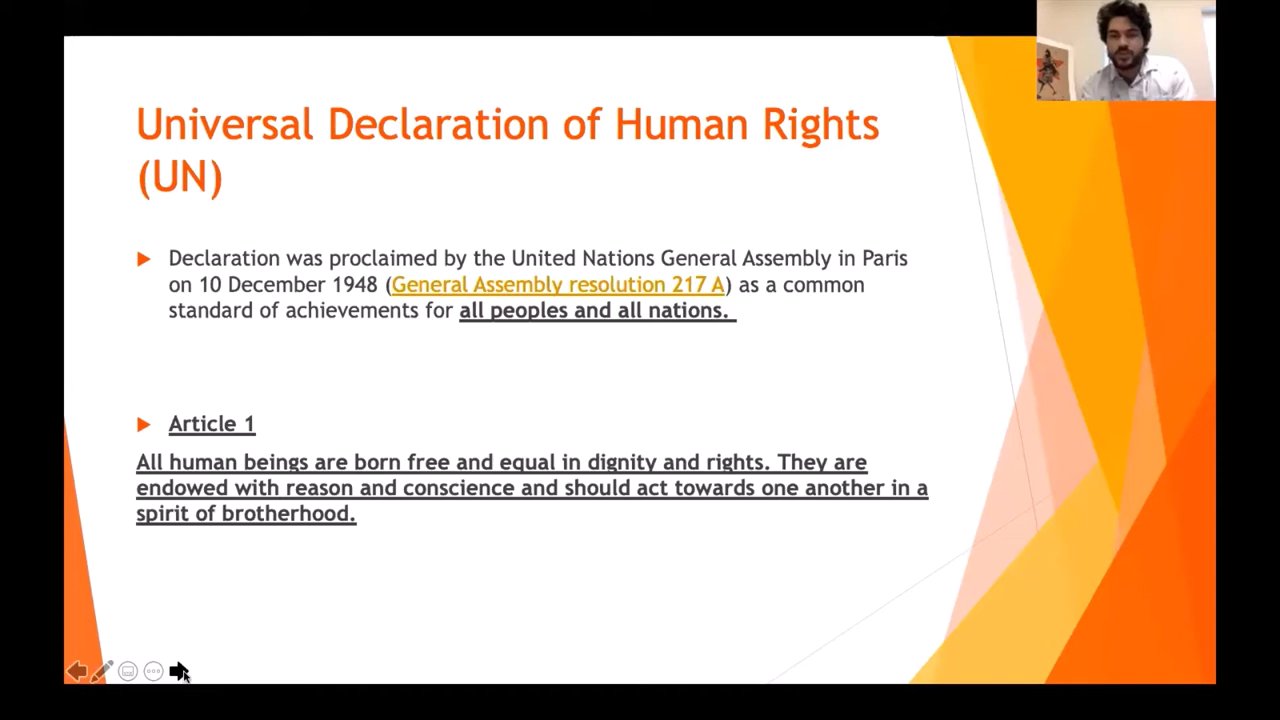 Universal Declaration of Human Rights
(UN)
Declaration was proclaimed by the United Nations General Assembly in Paris
on 10 December 1948 (General Assembly resolution 217 A) as a common
standard of achievements for all peoples and all nations.
Article 1
All human beings are born free and equal in dignity and rights. They are
endowed with reason and conscience and should act towards one another in a
spirit of brotherhood.